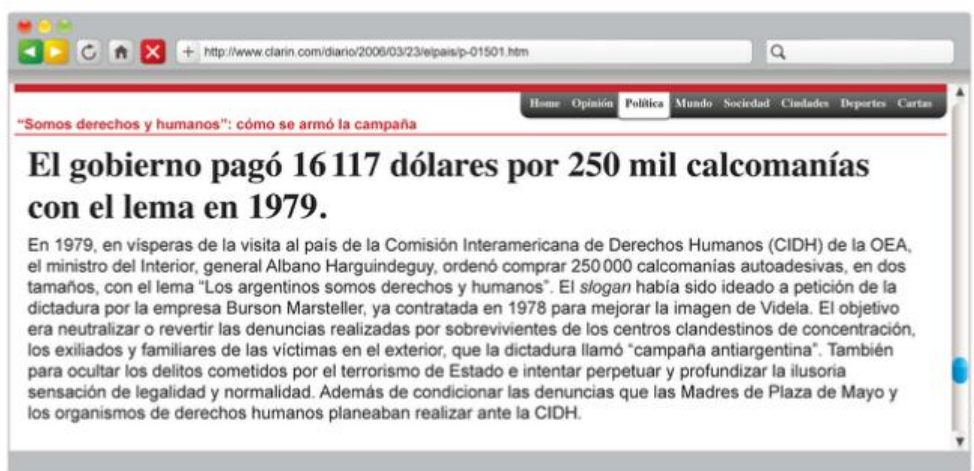 http://www.clarin.com/diario/2006/03/23/elpais/p-01501.htm
Home Opinión Política Mundo Sociedad Ciudades Deportes Cartas
“Somos derechos y humanos”: cómo se armó la campaña
El gobierno pagó 16 117 dólares por 250 mil calcomanías
con el lema en 1979.
En 1979, en vísperas de la visita al país de la Comisión Interamericana de Derechos Humanos (CIDH) de la OEA,
el ministro del Interior, general Albano Harguindeguy, ordenó comprar 250 000 calcomanías autoadesivas, en dos
tamaños, con el lema “Los argentinos somos derechos y humanos”. El slogan había sido ideado a petición de la
dictadura por la empresa Burson Marsteller, ya contratada en 1978 para mejorar la imagen de Videla. El objetivo
era neutralizar o revertir las denuncias realizadas por sobrevivientes de los centros clandestinos de concentración,
los exiliados y familiares de las víctimas en el exterior, que la dictadura llamó “campaña antiargentina”. También
para ocultar los delitos cometidos por el terrorismo de Estado e intentar perpetuar y profundizar la ilusoria
sensación de legalidad y normalidad. Además de condicionar las denuncias que las Madres de Plaza de Mayo y
los organismos de derechos humanos planeaban realizar ante la CIDH.